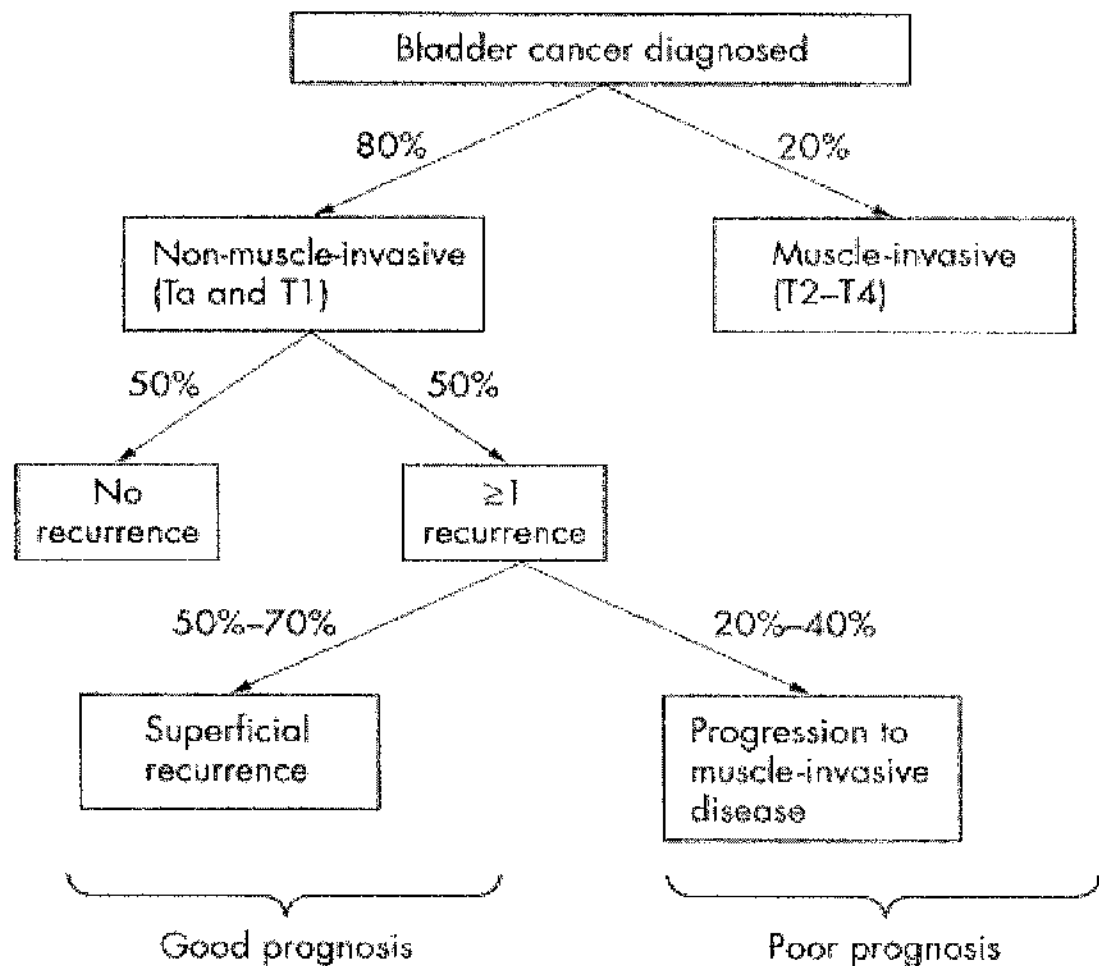 Bladder cancer diagnosed
80%
20%
Non-muscle-invasive
(Ta and T1)
Muscle-invasive
(T2–T4)
50%
50%
No
recurrence
≥1
recurrence
50%–70%
20%–40%
Superficial
recurrence
Progression to
muscle-invasive
disease
Good prognosis
Poor prognosis